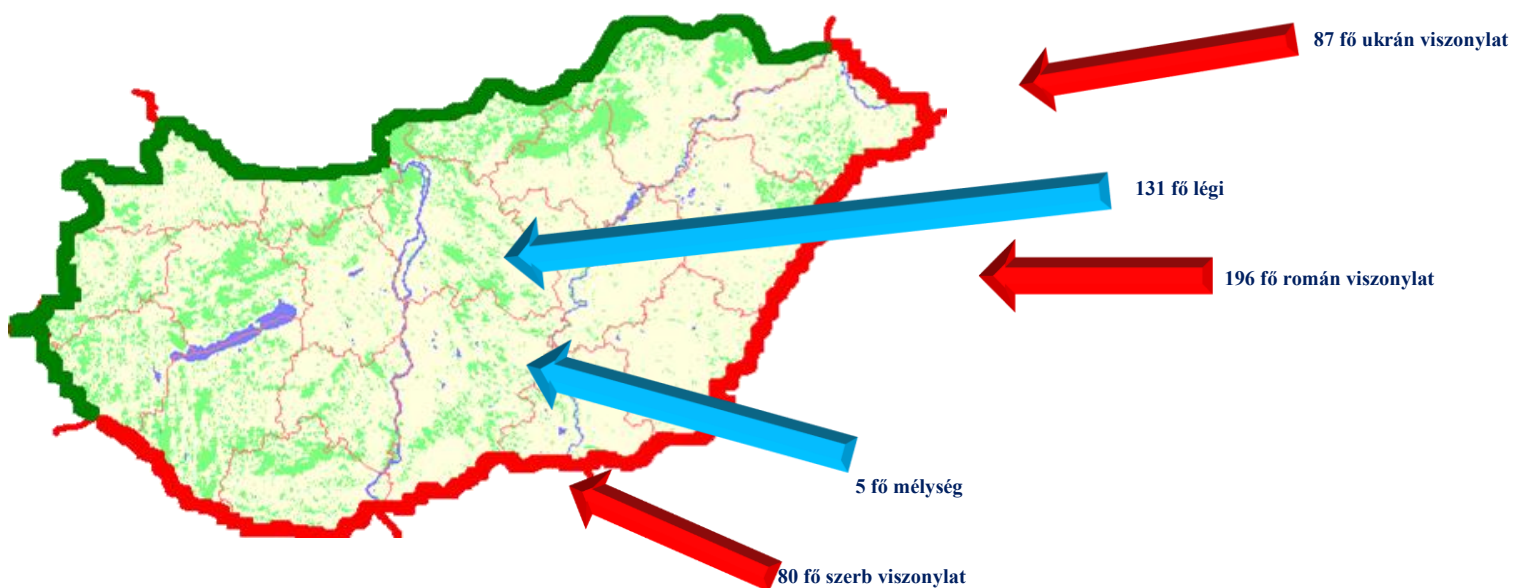 87 fő ukrán viszonylat
131 fő légi
196 fő román viszonylat
5 fő mélység
80 fő szerb viszonylat